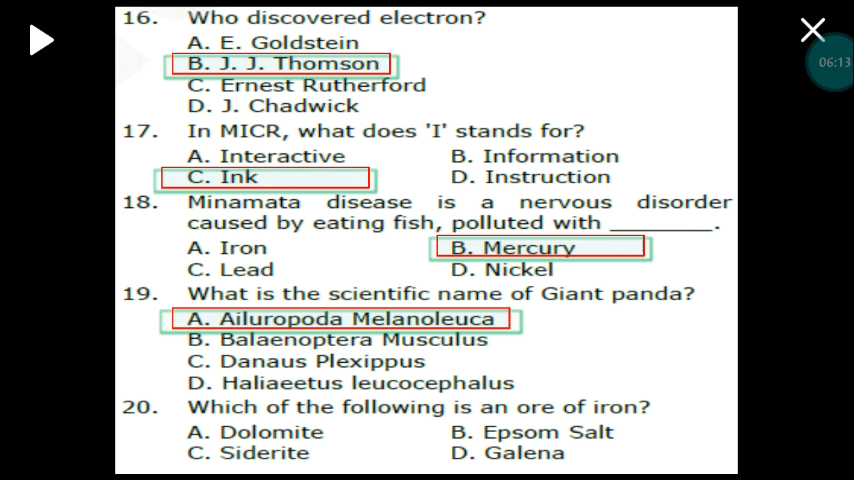 16. Who discovered electron?
A. E. Goldstein
B. J. J. Thomson
C. Ernest Rutherford
D. J. Chadwick
17. In MICR, what does 'I' stands for?
A. Interactive B. Information
C. Ink D. Instruction
18. Minamata disease is a nervous disorder
caused by eating fish, polluted with ________.
A. Iron B. Mercury
C. Lead D. Nickel
19. What is the scientific name of Giant panda?
A. Ailuropoda Melanoleuca
B. Balaenoptera Musculus
C. Danaus Plexippus
D. Haliaeetus leucocephalus
20. Which of the following is an ore of iron?
A. Dolomite B. Epsom Salt
C. Siderite D. Galena
06:13